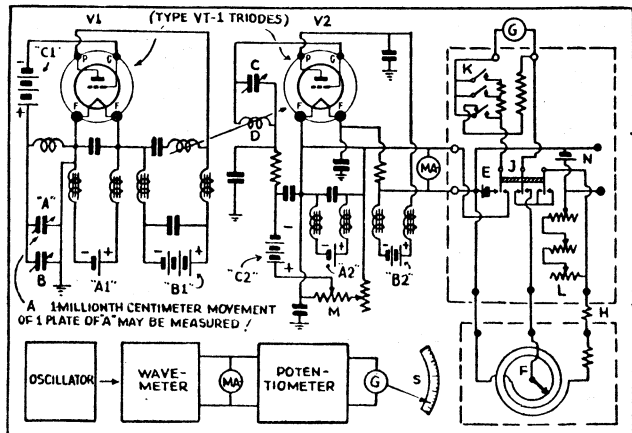 V1
(TYPE VT-1 TRIODES)
V2
G
"C1"
-
+
P
G
F
F
P
G
F
F
C
D
K
E
J
N
MA
"A"
B
- "A1" +
- "B1" +
-
"C2"
+
- "A2" +
- "B2" +
M
L
H
A 1 MILLIONTH CENTIMETER MOVEMENT
OF 1 PLATE OF "A" MAY BE MEASURED!
F
OSCILLATOR
WAVE-
METER
MA
POTEN-
TIOMETER
G
S